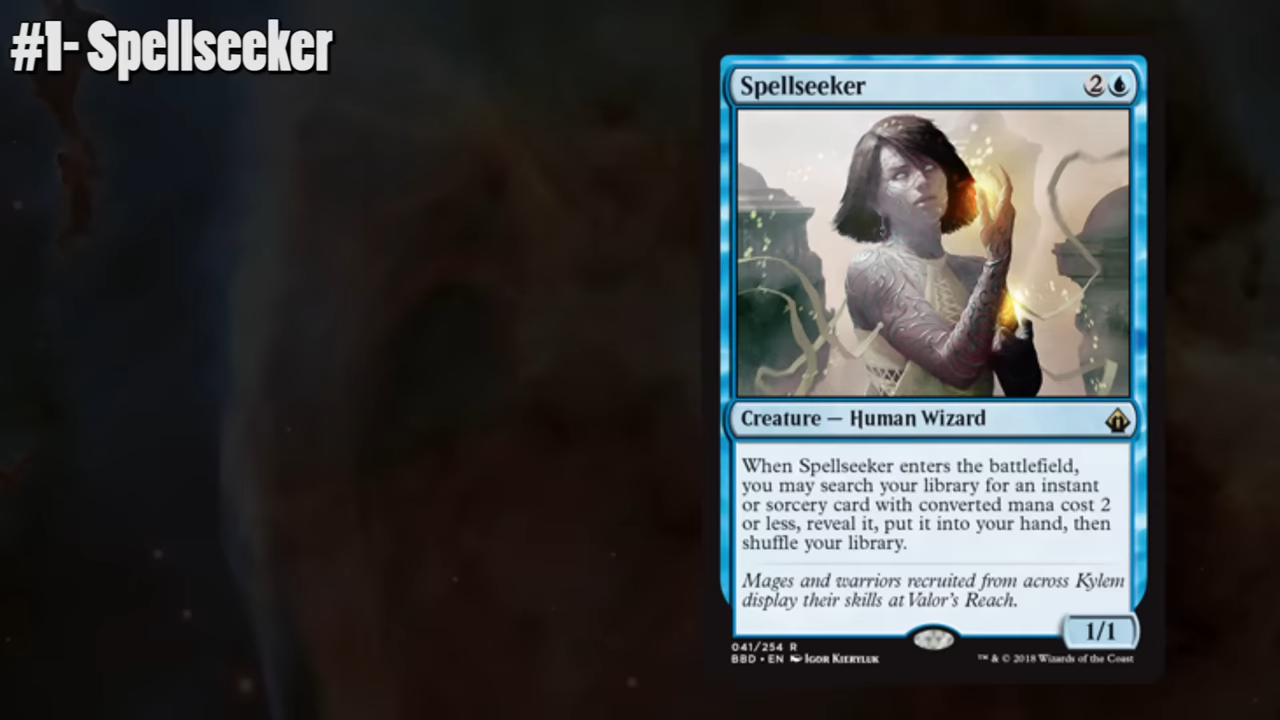 #1- Spellseeker
Spellseeker 2
Creature — Human Wizard
When Spellseeker enters the battlefield,
you may search your library for an instant
or sorcery card with converted mana cost 2
or less, reveal it, put it into your hand, then
shuffle your library.
Mages and warriors recruited from across Kylem
display their skills at Valor's Reach.
1/1
041/254 R
BBD • EN Igor Kieryluk
™ & © 2018 Wizards of the Coast